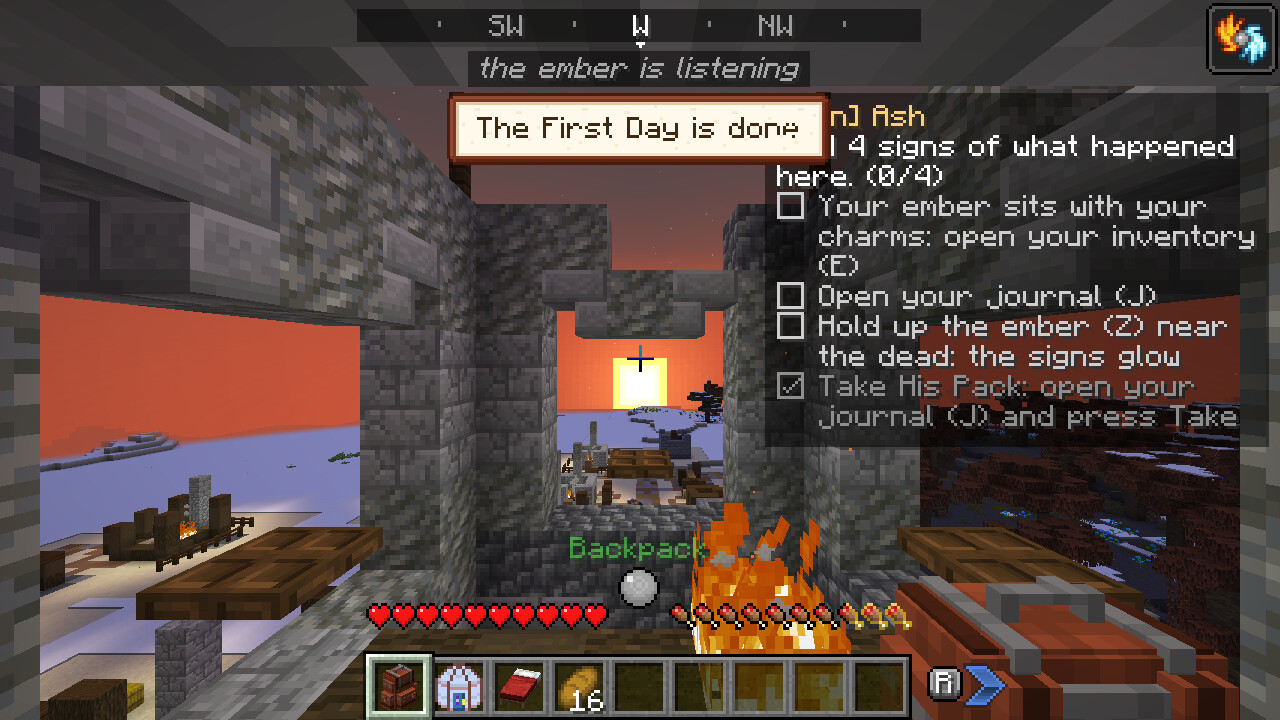 SW W NW
the ember is listening
The First Day is done
n] Ash
4 signs of what happened
here. (0/4)
Your ember sits with your
charms: open your inventory
(E)
Open your journal (J)
Hold up the ember (Z) near
the dead: the signs glow
Take His Pack: open your
journal (J) and press Take
Backpack
16
R